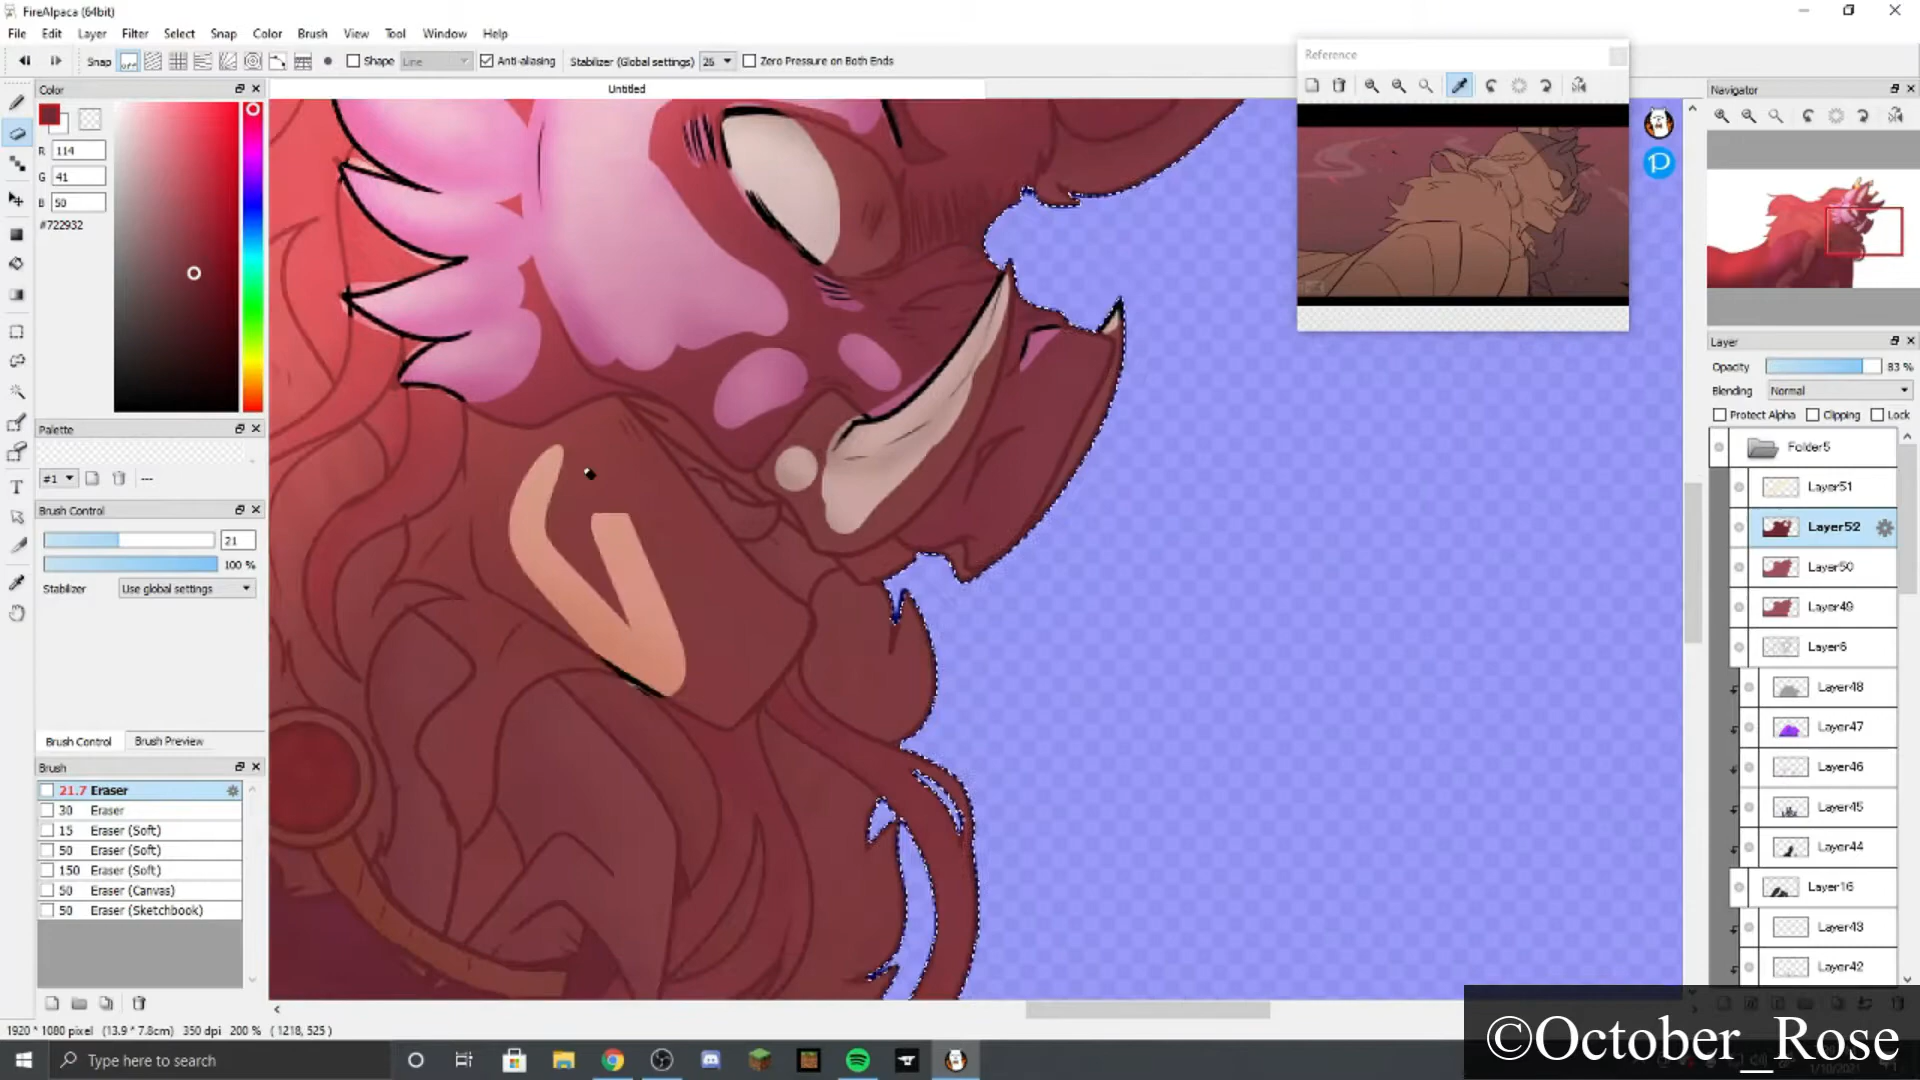 FireAlpaca (64bit)
File Edit Layer Filter Select Snap Color Brush View Tool Window Help
Snap OFF Shape Line Anti-aliasing Stabilizer (Global settings) 26 Zero Pressure on Both Ends
Untitled
Color
R 114
G 41
B 50
#722932
Palette
#1 ---
Brush Control
21
100 %
Stabilizer Use global settings
Brush Control Brush Preview
Brush
21.7 Eraser
30 Eraser
15 Eraser (Soft)
50 Eraser (Soft)
150 Eraser (Soft)
50 Eraser (Canvas)
50 Eraser (Sketchbook)
Reference
P
Navigator
Layer
Opacity 83 %
Blending Normal
Protect Alpha Clipping Lock
Folder5
Layer51
Layer52
Layer50
Layer49
Layer6
Layer48
Layer47
Layer46
Layer45
Layer44
Layer16
Layer43
Layer42
1920 * 1080 pixel (13.9 * 7.8cm) 350 dpi 200 % ( 1218, 525 )
Type here to search
©October_Rose